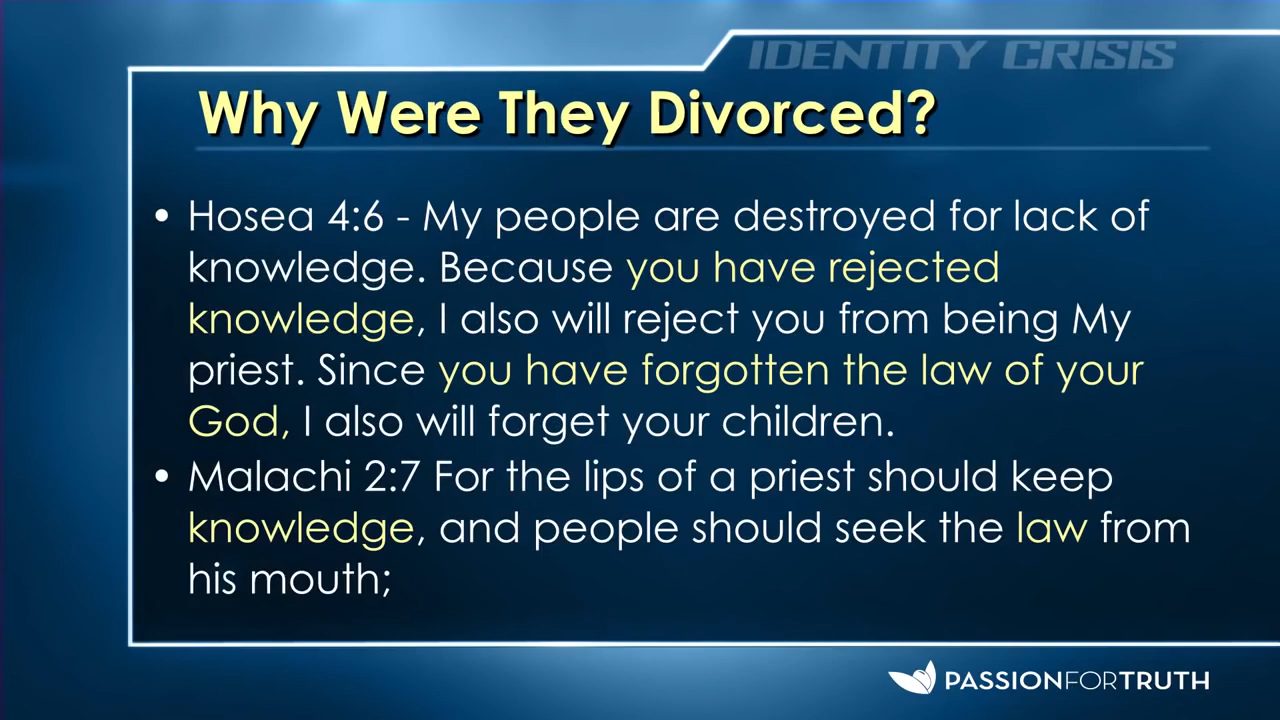 IDENTITY CRISIS
Why Were They Divorced?
• Hosea 4:6 - My people are destroyed for lack of
knowledge. Because you have rejected
knowledge, I also will reject you from being My
priest. Since you have forgotten the law of your
God, I also will forget your children.
• Malachi 2:7 For the lips of a priest should keep
knowledge, and people should seek the law from
his mouth;
PASSIONFORTRUTH